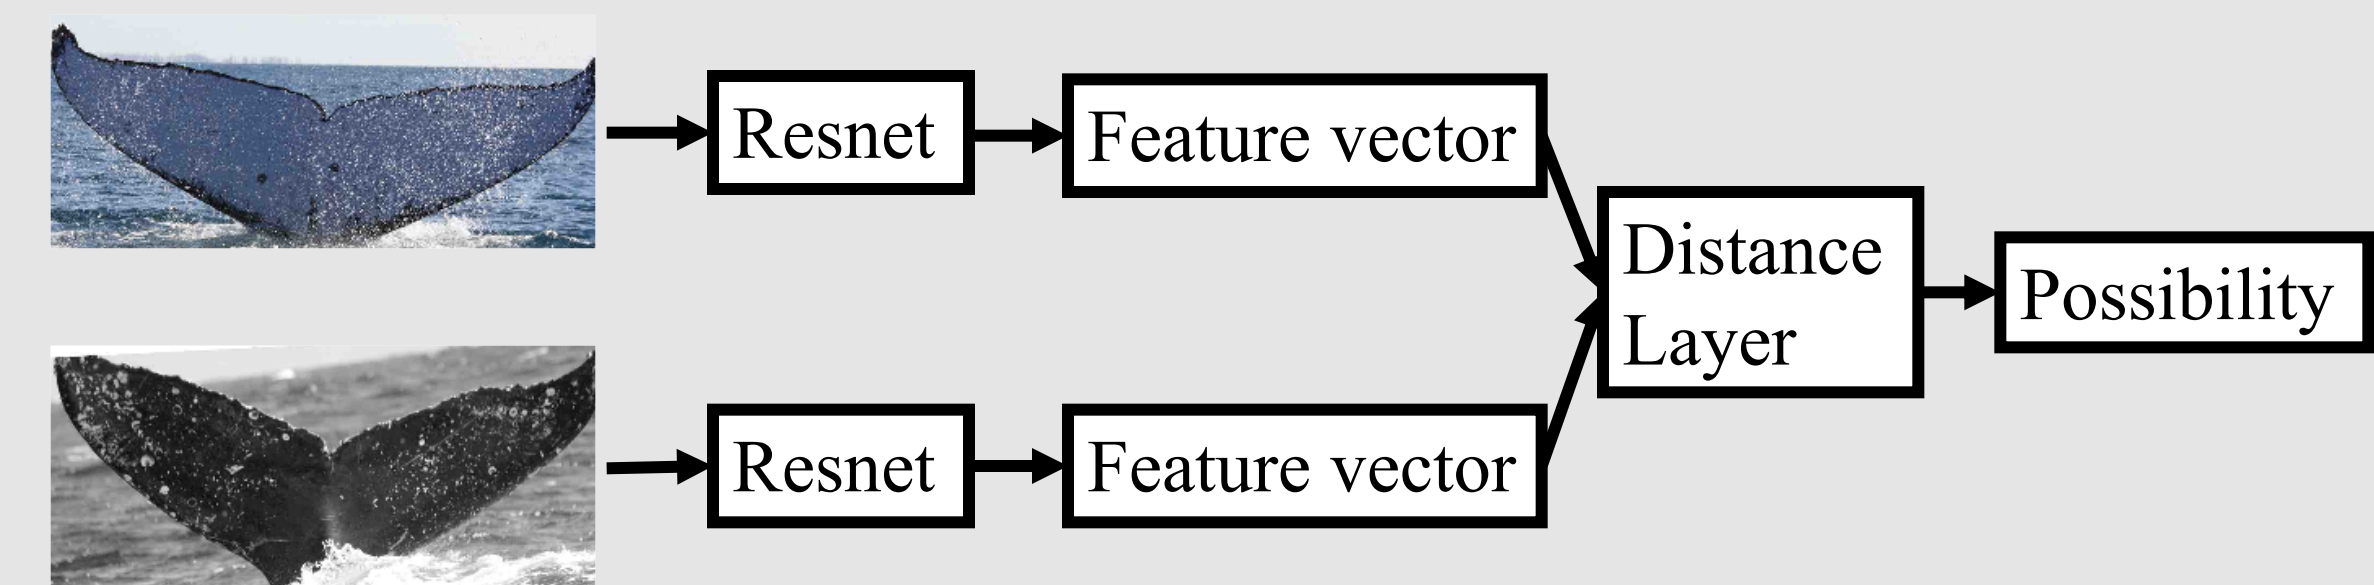 Resnet
Feature vector
Distance
Layer
Possibility
Resnet
Feature vector